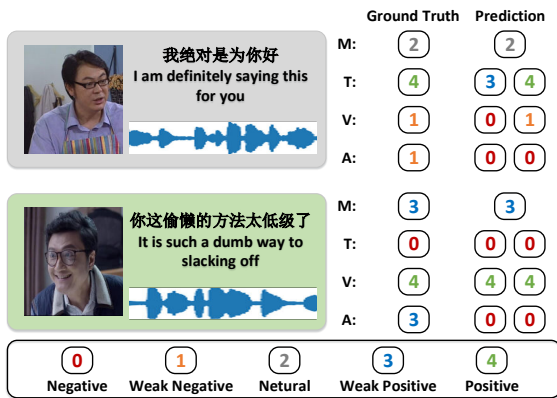 Ground Truth Prediction
我绝对是为你好
I am definitely saying this
for you
M: 2 2
T: 4 3 4
V: 1 0 1
A: 1 0 0
你这偷懒的方法太低级了
It is such a dumb way to
slacking off
M: 3 3
T: 0 0 0
V: 4 4 4
A: 3 0 0
0 1 2 3 4
Negative Weak Negative Netural Weak Positive Positive